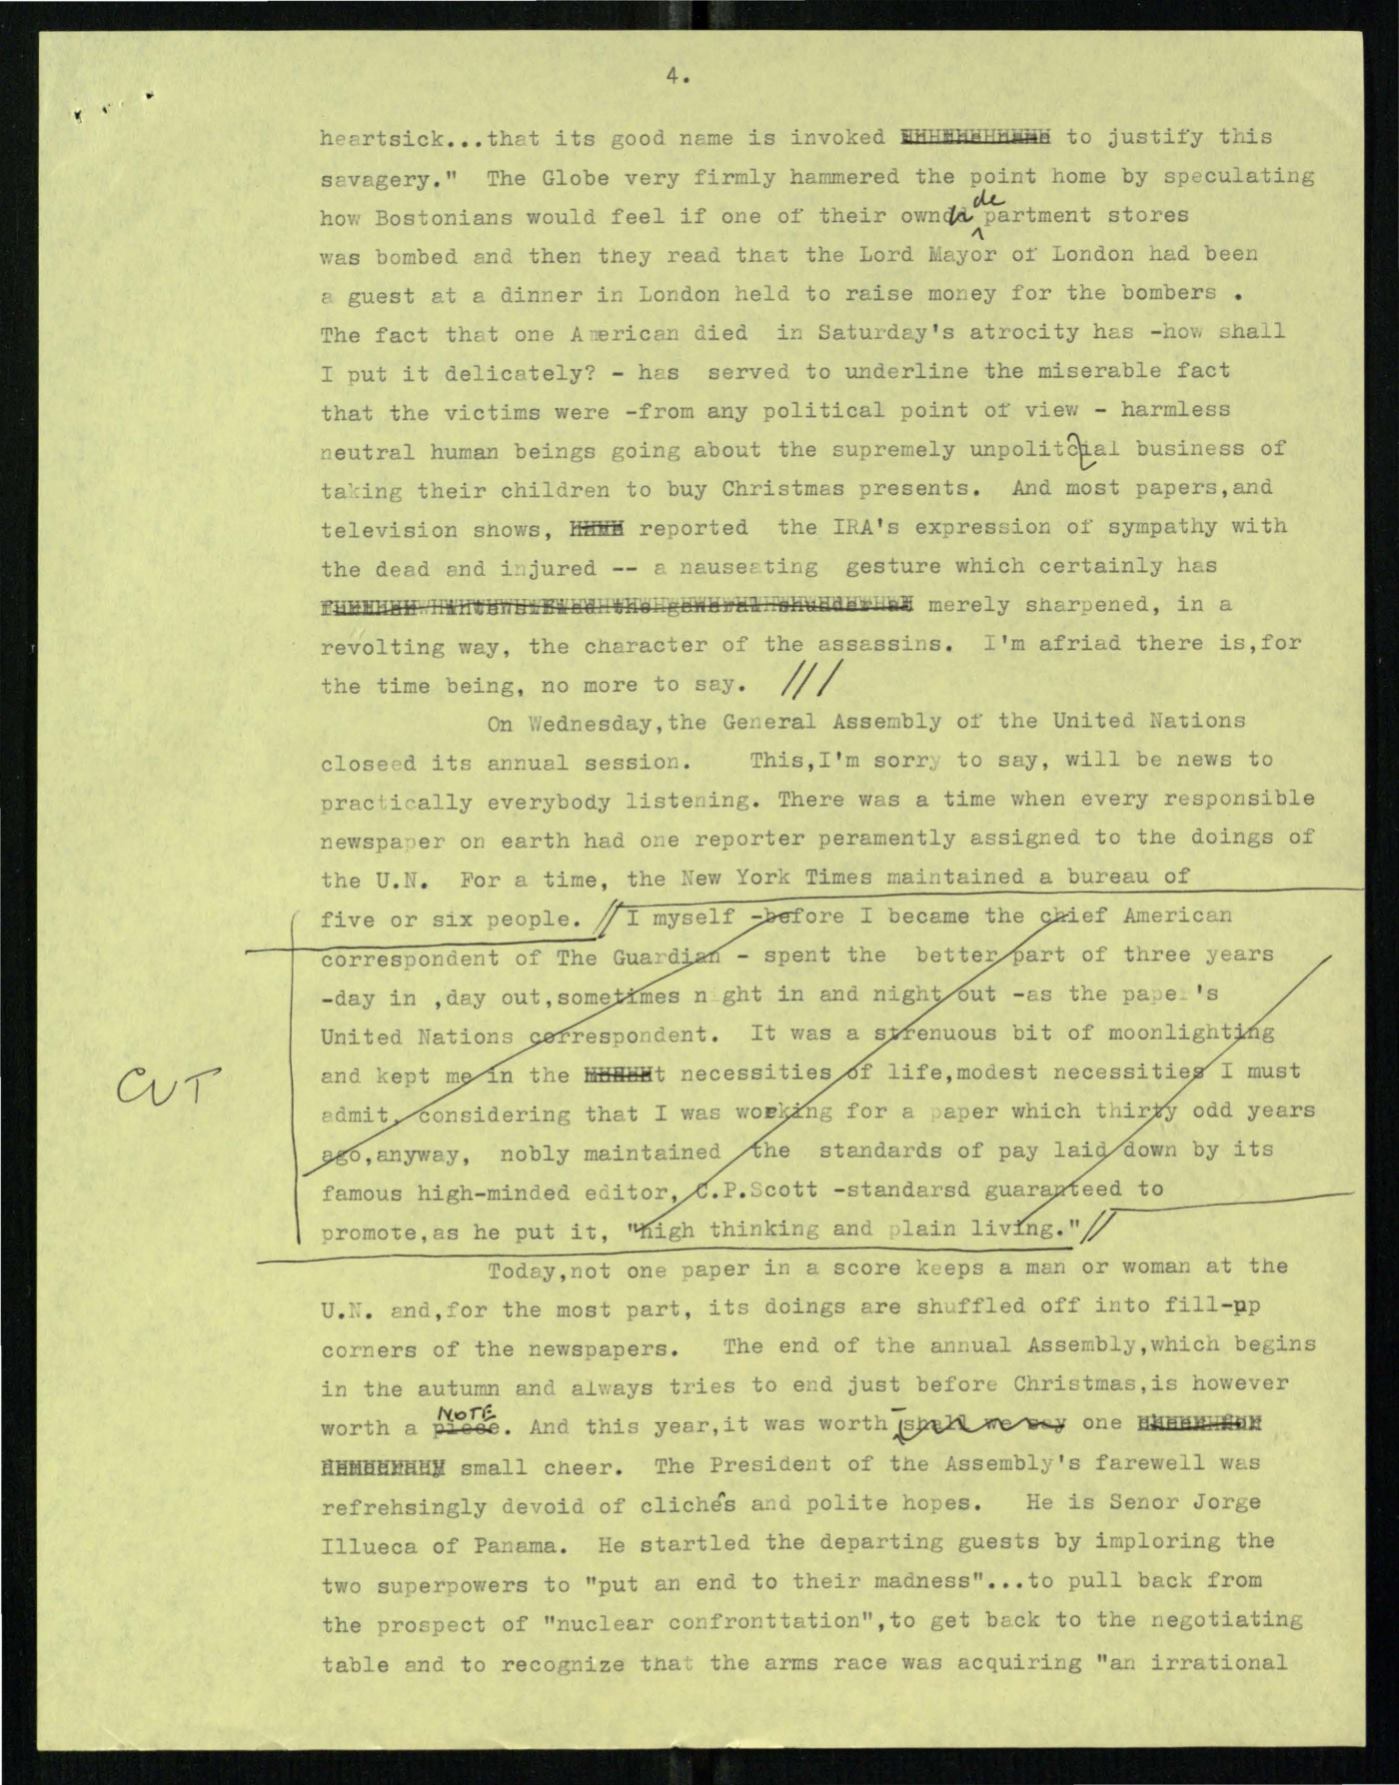 4.
heartsick...that its good name is invoked to justify this
savagery."  The Globe very firmly hammered the point home by speculating
de
how Bostonians would feel if one of their own partment stores
was bombed and then they read that the Lord Mayor of London had been
a guest at a dinner in London held to raise money for the bombers .
The fact that one American died  in Saturday's atrocity has -how shall
I put it delicately? - has  served to underline the miserable fact
that the victims were -from any political point of view - harmless
neutral human beings going about the supremely unpolitcial business of
taking their children to buy Christmas presents.  And most papers,and
television shows, reported  the IRA's expression of sympathy with
the dead and injured -- a nauseating  gesture which certainly has
merely sharpened, in a
revolting way, the character of the assassins.  I'm afriad there is,for
the time being, no more to say. ///
On Wednesday,the General Assembly of the United Nations
closeed its annual session.    This,I'm sorry to say, will be news to
practically everybody listening. There was a time when every responsible
newspaper on earth had one reporter peramently assigned to the doings of
the U.N.  For a time, the New York Times maintained a bureau of
five or six people. // I myself -before I became the chief American
correspondent of The Guardian - spent the  better part of three years
-day in ,day out,sometimes night in and night out -as the paper's
United Nations correspondent.  It was a strenuous bit of moonlighting
CUT
and kept me in the necessities of life,modest necessities I must
admit, considering that I was working for a paper which thirty odd years
ago,anyway,  nobly maintained  the  standards of pay laid down by its
famous high-minded editor, C.P.Scott -standarsd guaranteed to
promote,as he put it, "high thinking and plain living." //
Today,not one paper in a score keeps a man or woman at the
U.N. and,for the most part, its doings are shuffled off into fill-up
corners of the newspapers.   The end of the annual Assembly,which begins
in the autumn and always tries to end just before Christmas,is however
NOTE
worth a piece. And this year,it was worth - shall we say one
small cheer.  The President of the Assembly's farewell was
refrehsingly devoid of clichés and polite hopes.   He is Senor Jorge
Illueca of Panama.  He startled the departing guests by imploring the
two superpowers to "put an end to their madness"...to pull back from
the prospect of "nuclear confronttation",to get back to the negotiating
table and to recognize that the arms race was acquiring "an irrational